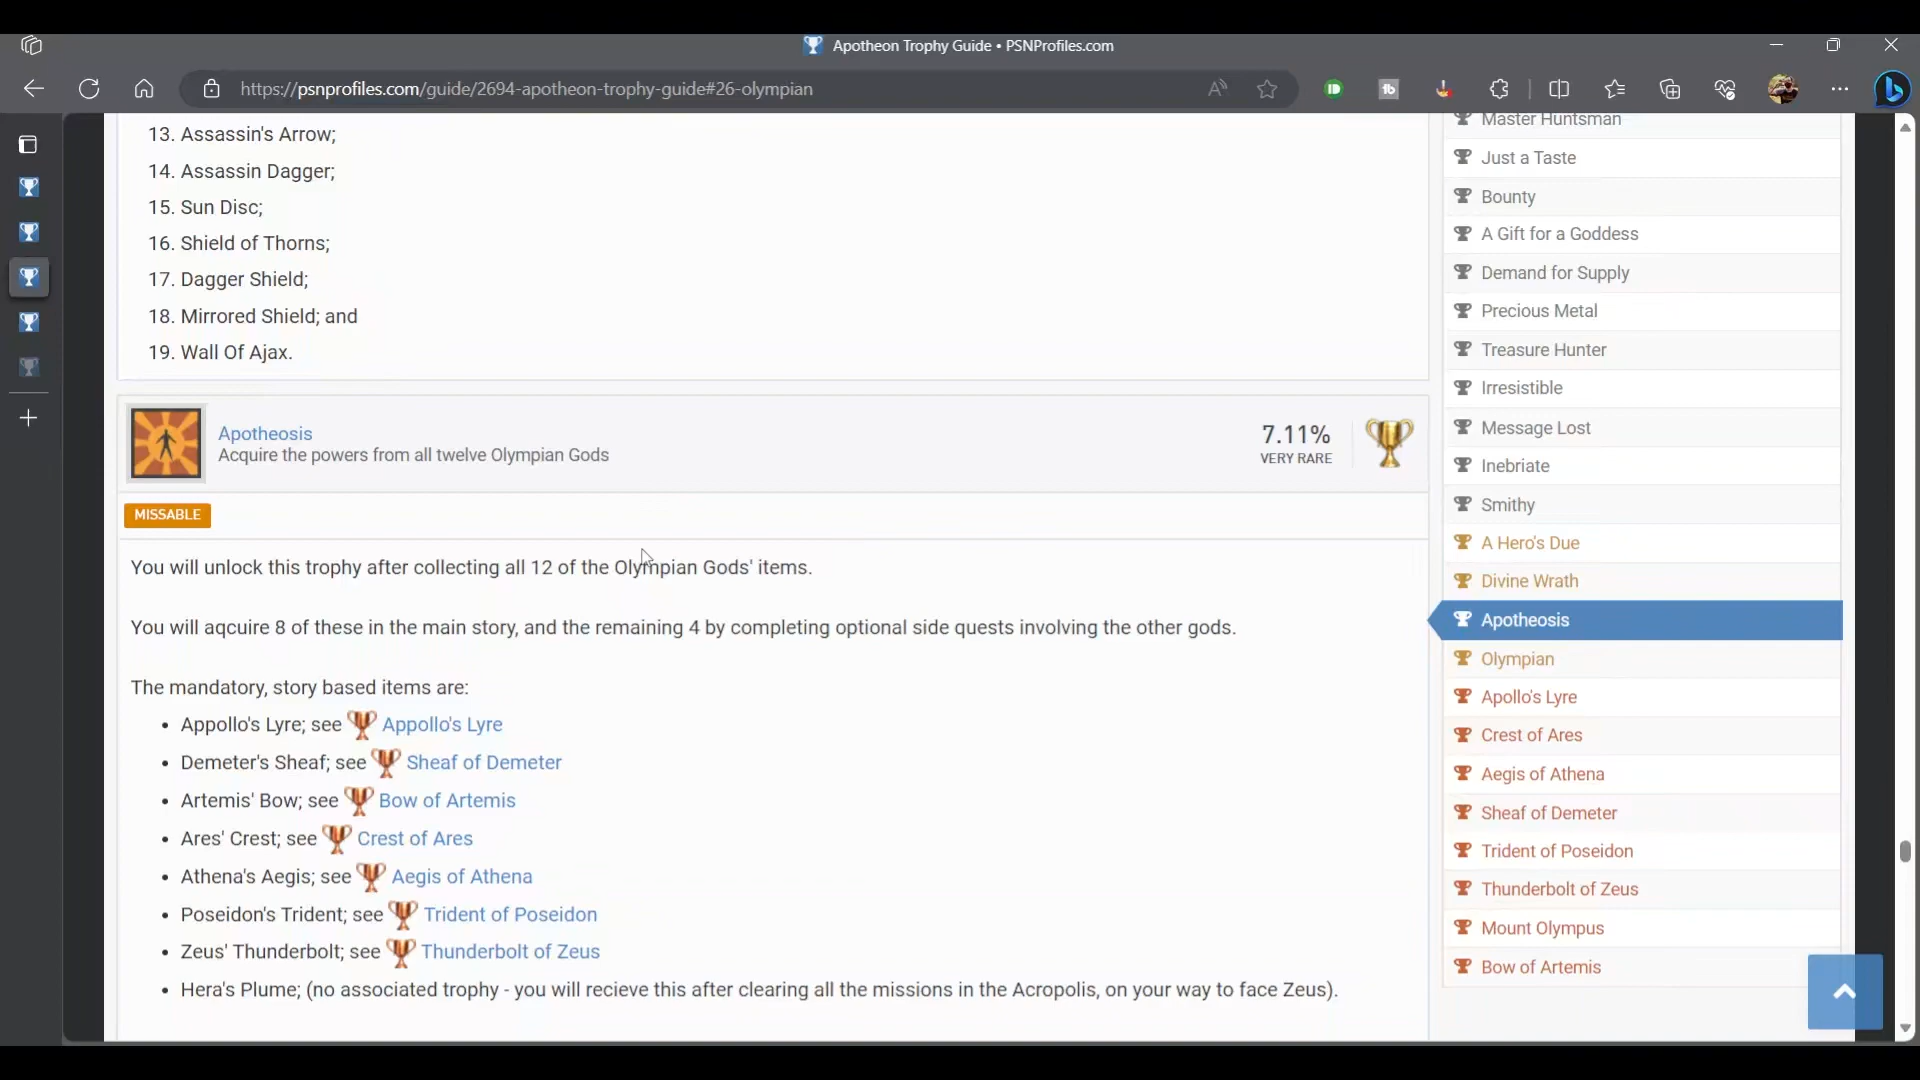 Apotheon Trophy Guide • PSNProfiles.com
https://psnprofiles.com/guide/2694-apotheon-trophy-guide#26-olympian
13. Assassin's Arrow;
14. Assassin Dagger;
15. Sun Disc;
16. Shield of Thorns;
17. Dagger Shield;
18. Mirrored Shield; and
19. Wall Of Ajax.
Apotheosis
Acquire the powers from all twelve Olympian Gods
7.11%
VERY RARE
MISSABLE
You will unlock this trophy after collecting all 12 of the Olympian Gods' items.
You will aqcuire 8 of these in the main story, and the remaining 4 by completing optional side quests involving the other gods.
The mandatory, story based items are:
• Appollo's Lyre; see Appollo's Lyre
• Demeter's Sheaf; see Sheaf of Demeter
• Artemis' Bow; see Bow of Artemis
• Ares' Crest; see Crest of Ares
• Athena's Aegis; see Aegis of Athena
• Poseidon's Trident; see Trident of Poseidon
• Zeus' Thunderbolt; see Thunderbolt of Zeus
• Hera's Plume; (no associated trophy - you will recieve this after clearing all the missions in the Acropolis, on your way to face Zeus).
Master Huntsman
Just a Taste
Bounty
A Gift for a Goddess
Demand for Supply
Precious Metal
Treasure Hunter
Irresistible
Message Lost
Inebriate
Smithy
A Hero's Due
Divine Wrath
Apotheosis
Olympian
Apollo's Lyre
Crest of Ares
Aegis of Athena
Sheaf of Demeter
Trident of Poseidon
Thunderbolt of Zeus
Mount Olympus
Bow of Artemis